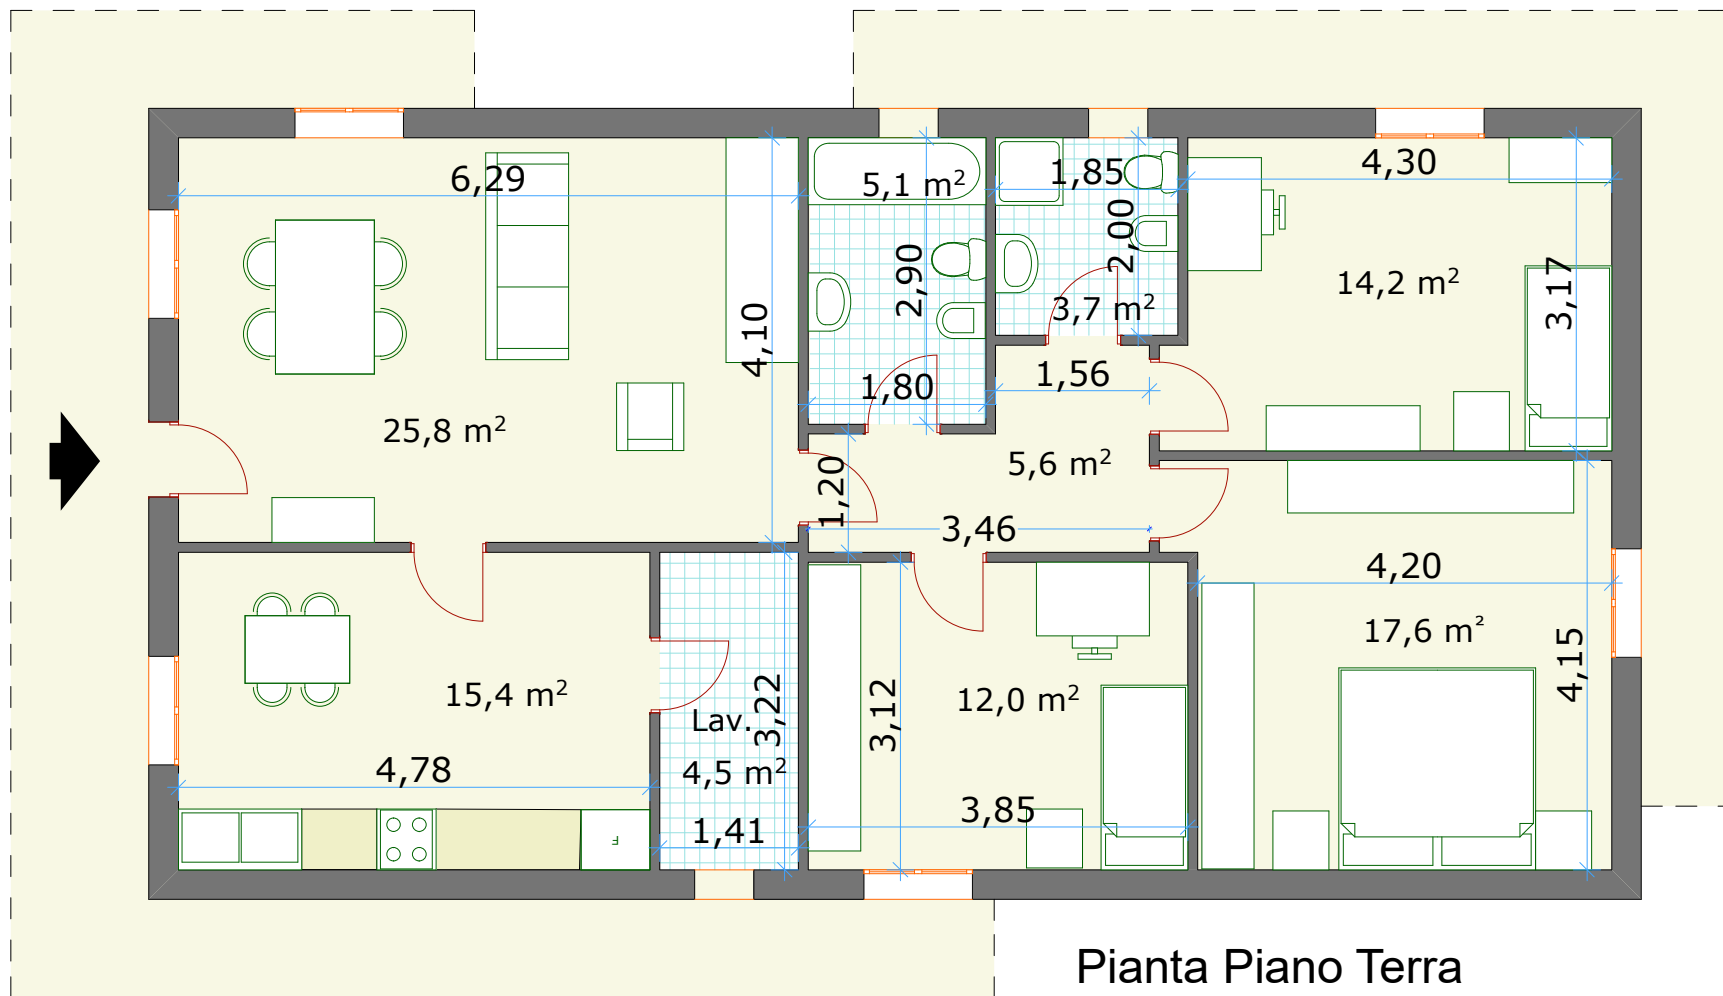 6,29
5,1 m²
1,85
4,30
2,00
2,90
14,2 m²
3,17
3,7 m²
4,10
1,80
1,56
25,8 m²
5,6 m²
1,20
3,46
4,20
17,6 m²
4,15
15,4 m²
Lav.
3,22
3,12
12,0 m²
4,78
4,5 m²
3,85
1,41
F
Pianta Piano Terra